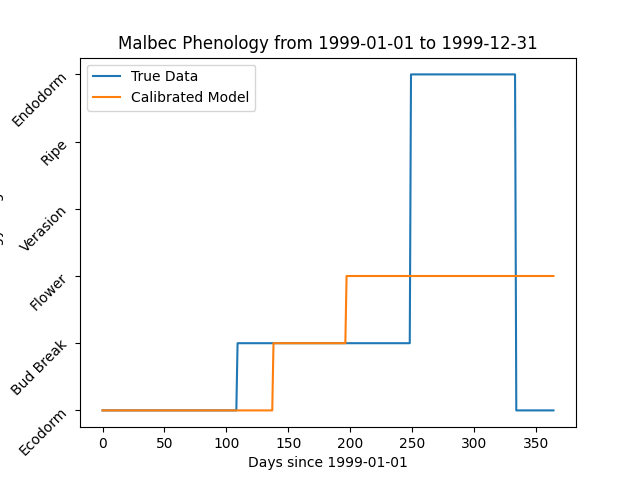 Malbec Phenology from 1999-01-01 to 1999-12-31
True Data
Calibrated Model
Endodorm
Ripe
Verasion
Flower
Bud Break
Ecodorm
0 50 100 150 200 250 300 350
Days since 1999-01-01